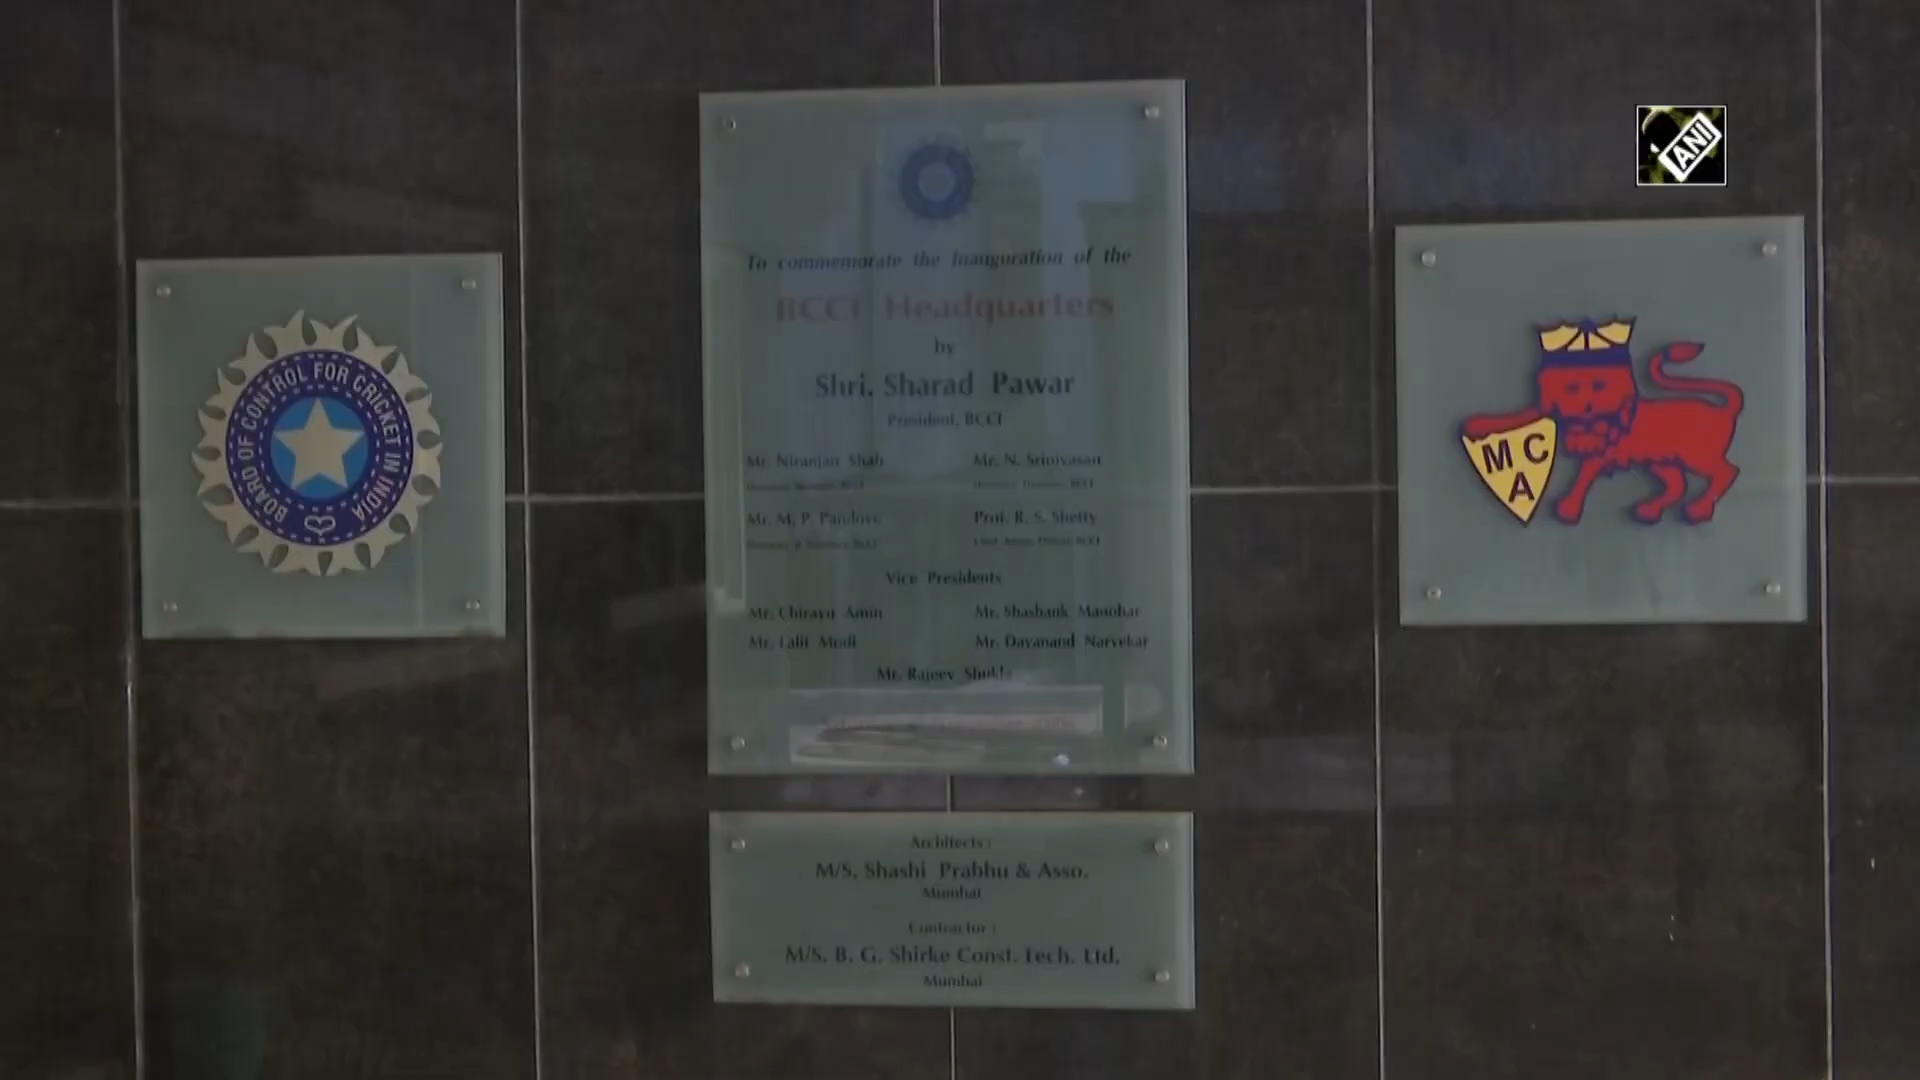 ANI
BOARD OF CONTROL FOR CRICKET IN INDIA
To commemorate the inauguration of the
BCCI Headquarters
by
Shri. Sharad Pawar
President, BCCI
Mr. Niranjan Shah Mr. N. Srinivasan
Mr. M. P. Pandove Prof. R. S. Shetty
Vice Presidents
Mr. Chirayu Amin Mr. Shashank Manohar
Mr. Lalit Modi Mr. Dayanand Narvekar
Mr. Rajeev Shukla
M C
A
Architects :
M/S. Shashi Prabhu & Asso.
Mumbai
Contractor :
M/S. B. G. Shirke Const. Tech. Ltd.
Mumbai